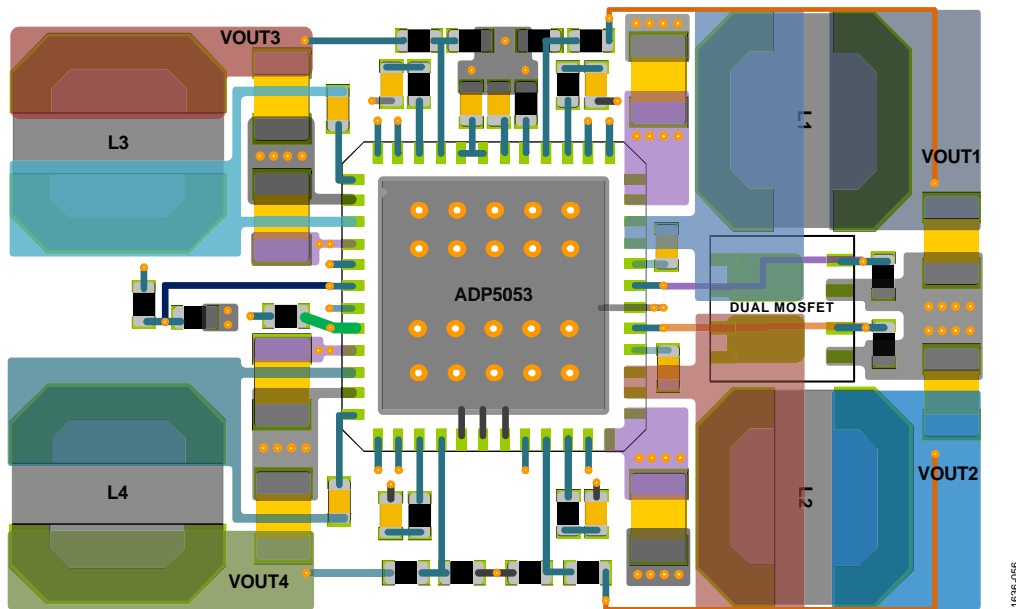 VOUT3
L3
L1
VOUT1
ADP5053
DUAL MOSFET
L4
L2
VOUT2
VOUT4